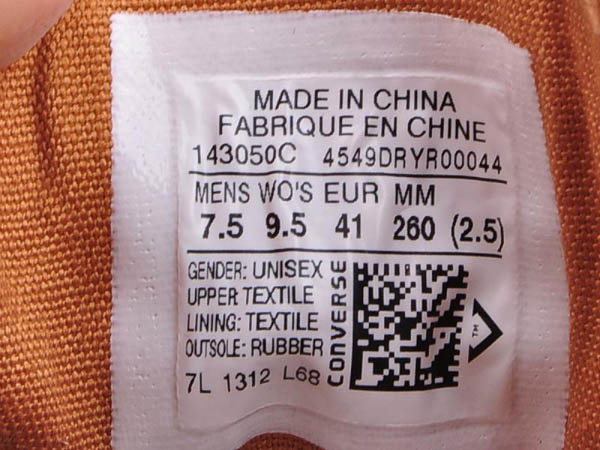 MADE IN CHINA
FABRIQUE EN CHINE
143050C 4549DRYR00044
MENS WO'S EUR MM
7.5 9.5 41 260 (2.5)
GENDER: UNISEX
UPPER TEXTILE
LINING: TEXTILE
OUTSOLE: RUBBER
7L 1312 L68
CONVERSE
TM